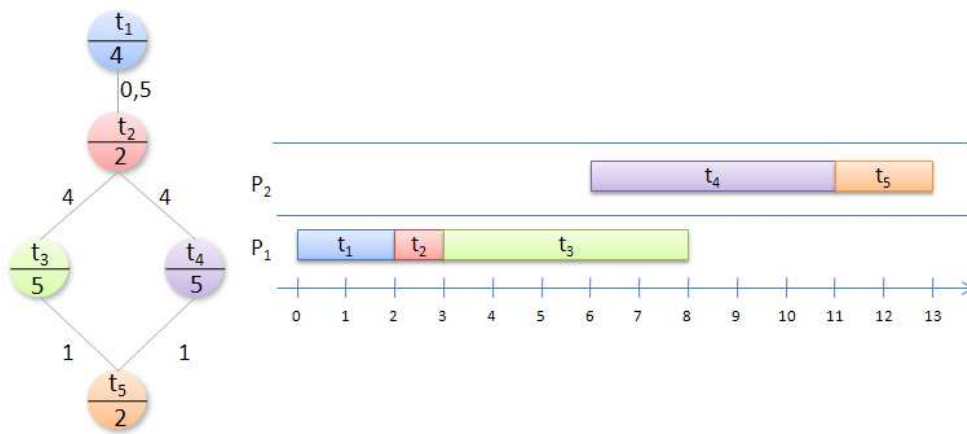 t₁
4
0,5
t₂
2
4 4
t₃
5
t₄
5
1 1
t₅
2
P₂ t₄ t₅
P₁ t₁ t₂ t₃
0 1 2 3 4 5 6 7 8 9 10 11 12 13